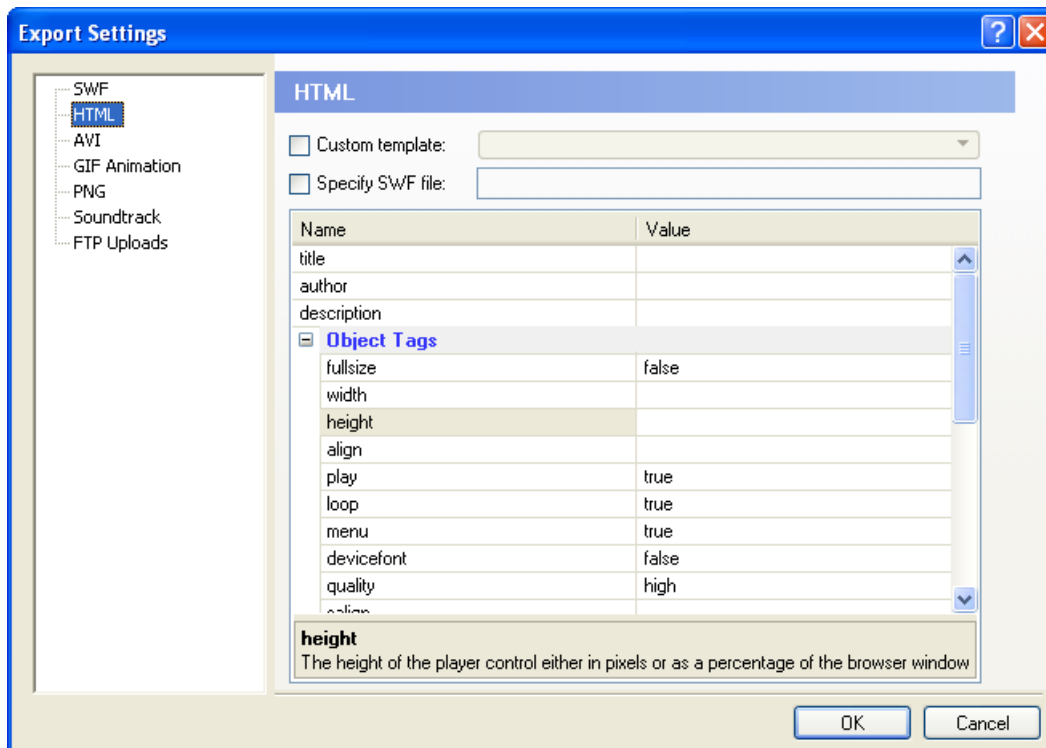 Export Settings
SWF
HTML
AVI
GIF Animation
PNG
Soundtrack
FTP Uploads
HTML
Custom template:
Specify SWF file:
Name Value
title
author
description
Object Tags
fullsize false
width
height
align
play true
loop true
menu true
devicefont false
quality high
salign
height
The height of the player control either in pixels or as a percentage of the browser window
OK Cancel